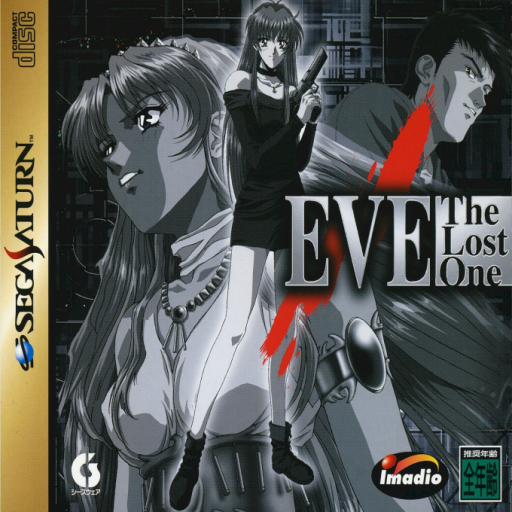 COMPACT
disc
SEGA SATURN™
EVE
The
Lost
One
シーズウェア
Imadio
推奨年齢
全年齢